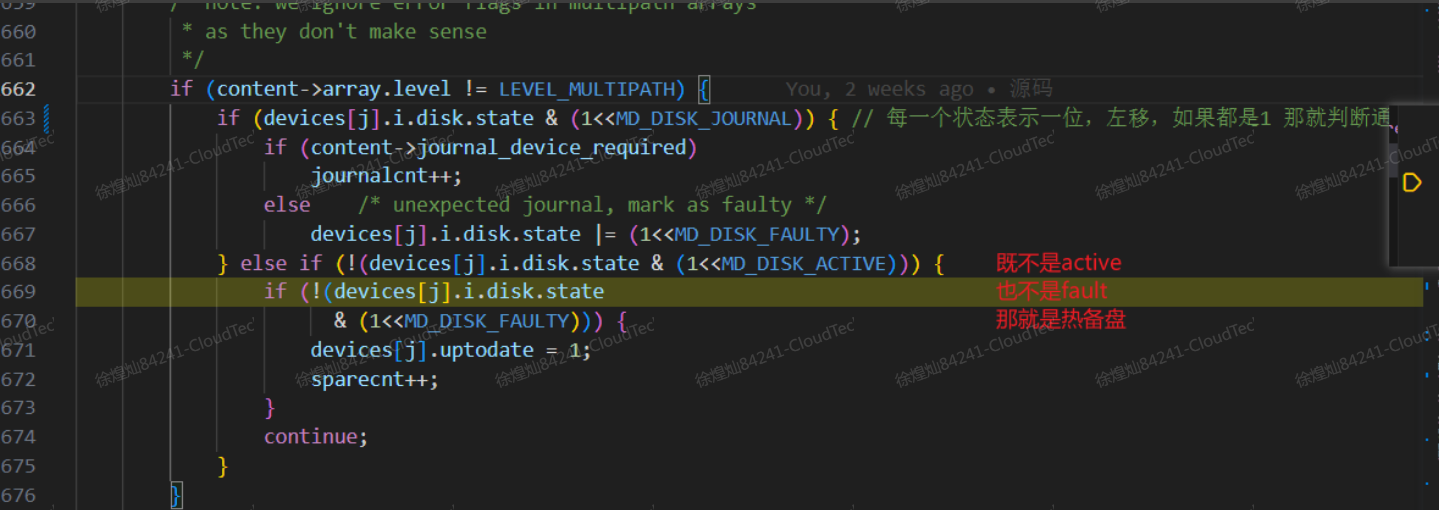 659 /* note: we ignore error flags in multipath arrays
660 * as they don't make sense
661 */
662 if (content->array.level != LEVEL_MULTIPATH) { You, 2 weeks ago • 源码
663 if (devices[j].i.disk.state & (1<<MD_DISK_JOURNAL)) { // 每一个状态表示一位，左移，如果都是1 那就判断通
664 if (content->journal_device_required)
665 journalcnt++;
666 else /* unexpected journal, mark as faulty */
667 devices[j].i.disk.state |= (1<<MD_DISK_FAULTY);
668 } else if (!(devices[j].i.disk.state & (1<<MD_DISK_ACTIVE))) { 既不是active
669 if (!(devices[j].i.disk.state 也不是fault
670 & (1<<MD_DISK_FAULTY))) { 那就是热备盘
671 devices[j].uptodate = 1;
672 sparecnt++;
673 }
674 continue;
675 }
676 }
徐煌灿84241-CloudTec